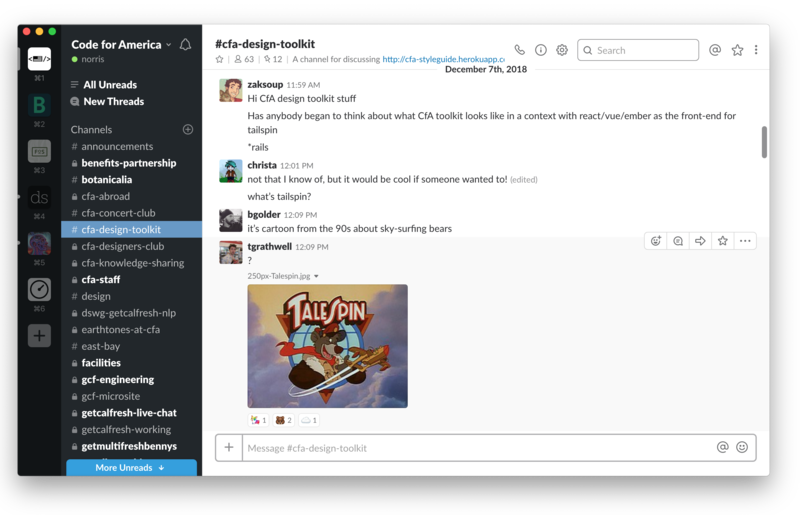 ⌘1
⌘2
POS
⌘3
ds
⌘4
⌘5
⌘6
Code for America
norris
All Unreads
New Threads
Channels
# announcements
benefits-partnership
# botanicalia
cfa-abroad
# cfa-concert-club
# cfa-design-toolkit
cfa-designers-club
cfa-knowledge-sharing
cfa-staff
# design
dswg-getcalfresh-nlp
earthtones-at-cfa
# east-bay
facilities
gcf-engineering
gcf-microsite
getcalfresh-live-chat
getcalfresh-working
getmultifreshbennys
More Unreads ↓
#cfa-design-toolkit
63 | 12 | A channel for discussing http://cfa-styleguide.herokuapp.c
Search
December 7th, 2018
zaksoup 11:59 AM
Hi CfA design toolkit stuff
Has anybody began to think about what CfA toolkit looks like in a context with react/vue/ember as the front-end for
tailspin
*rails
christa 12:01 PM
not that I know of, but it would be cool if someone wanted to! (edited)
what's tailspin?
bgolder 12:09 PM
it's cartoon from the 90s about sky-surfing bears
tgrathwell 12:09 PM
?
250px-Talespin.jpg
TALESPIN
1 2 1
Message #cfa-design-toolkit